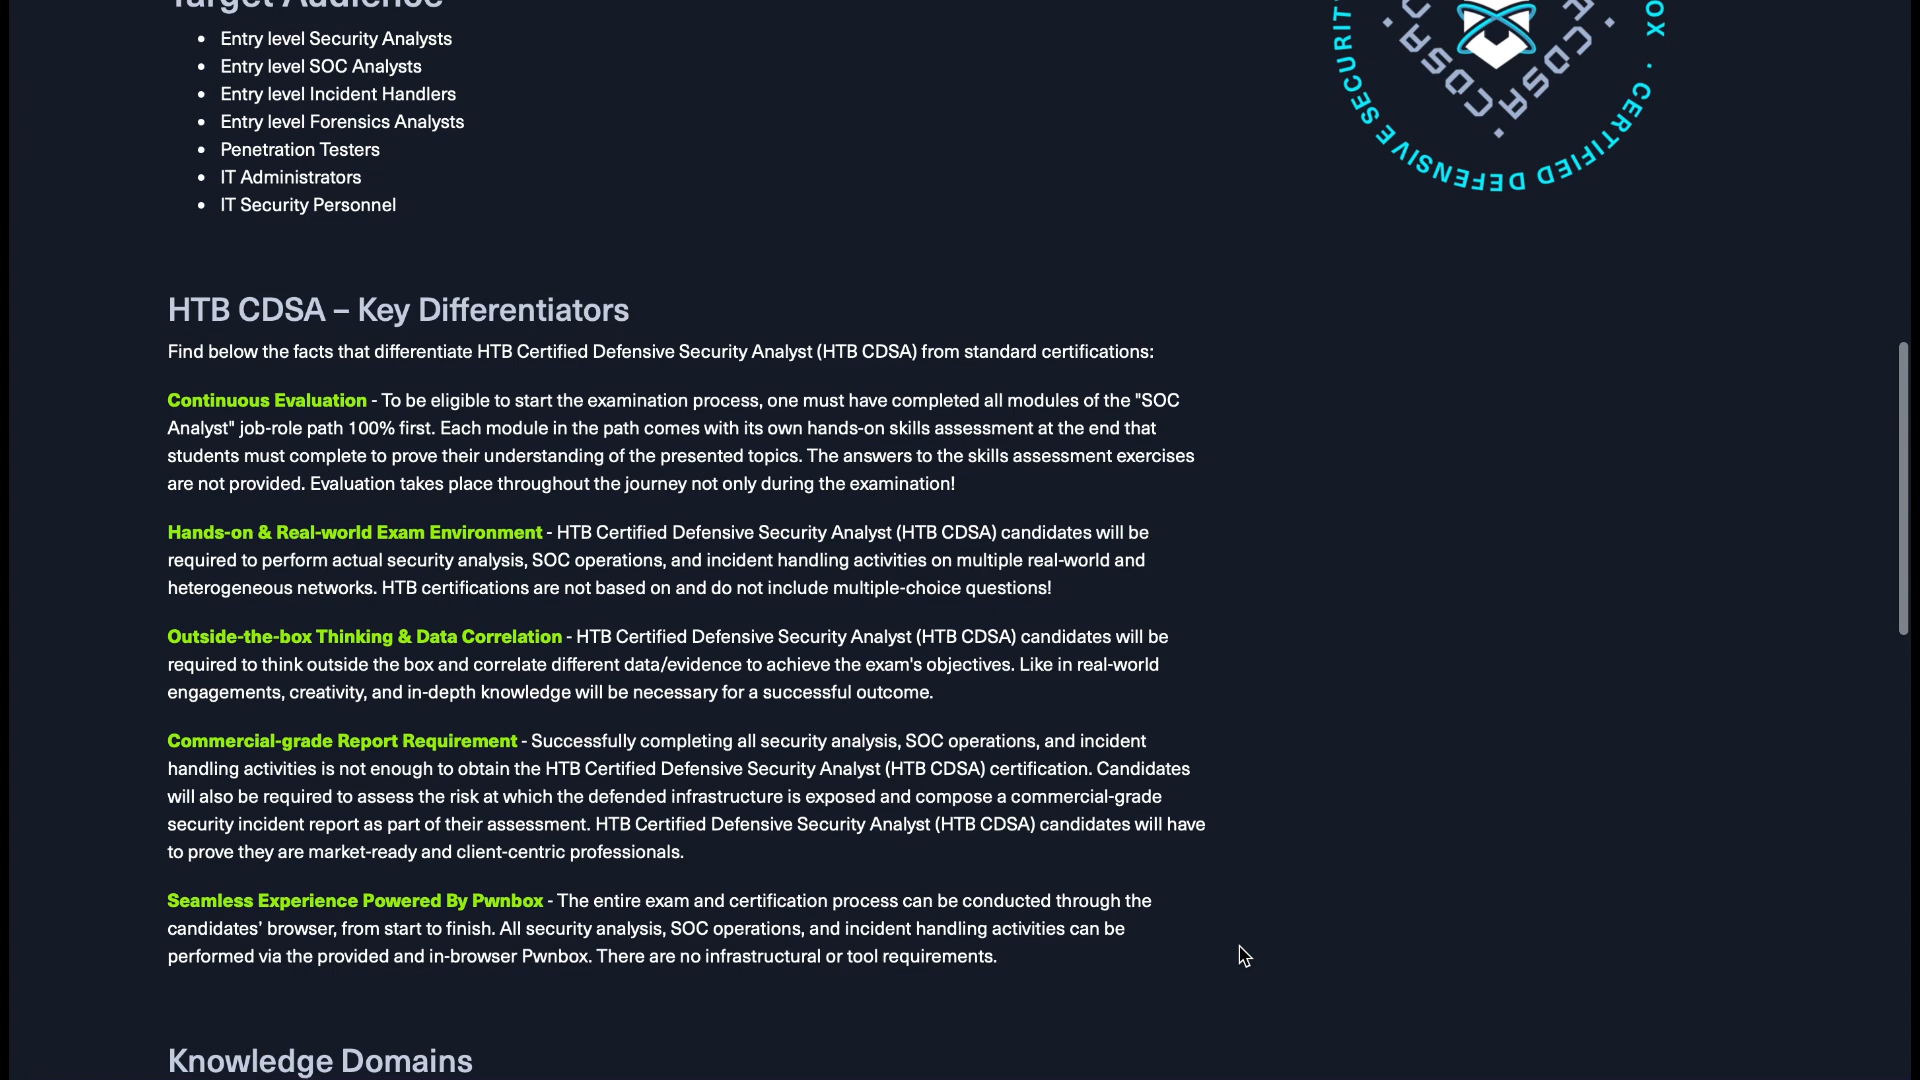 Target Audience
• Entry level Security Analysts
• Entry level SOC Analysts
• Entry level Incident Handlers
• Entry level Forensics Analysts
• Penetration Testers
• IT Administrators
• IT Security Personnel
OX · CERTIFIED DEFENSIVE SECURITY
CDSA · CDSA
HTB CDSA – Key Differentiators
Find below the facts that differentiate HTB Certified Defensive Security Analyst (HTB CDSA) from standard certifications:
Continuous Evaluation - To be eligible to start the examination process, one must have completed all modules of the "SOC
Analyst" job-role path 100% first. Each module in the path comes with its own hands-on skills assessment at the end that
students must complete to prove their understanding of the presented topics. The answers to the skills assessment exercises
are not provided. Evaluation takes place throughout the journey not only during the examination!
Hands-on & Real-world Exam Environment - HTB Certified Defensive Security Analyst (HTB CDSA) candidates will be
required to perform actual security analysis, SOC operations, and incident handling activities on multiple real-world and
heterogeneous networks. HTB certifications are not based on and do not include multiple-choice questions!
Outside-the-box Thinking & Data Correlation - HTB Certified Defensive Security Analyst (HTB CDSA) candidates will be
required to think outside the box and correlate different data/evidence to achieve the exam's objectives. Like in real-world
engagements, creativity, and in-depth knowledge will be necessary for a successful outcome.
Commercial-grade Report Requirement - Successfully completing all security analysis, SOC operations, and incident
handling activities is not enough to obtain the HTB Certified Defensive Security Analyst (HTB CDSA) certification. Candidates
will also be required to assess the risk at which the defended infrastructure is exposed and compose a commercial-grade
security incident report as part of their assessment. HTB Certified Defensive Security Analyst (HTB CDSA) candidates will have
to prove they are market-ready and client-centric professionals.
Seamless Experience Powered By Pwnbox - The entire exam and certification process can be conducted through the
candidates’ browser, from start to finish. All security analysis, SOC operations, and incident handling activities can be
performed via the provided and in-browser Pwnbox. There are no infrastructural or tool requirements.
Knowledge Domains